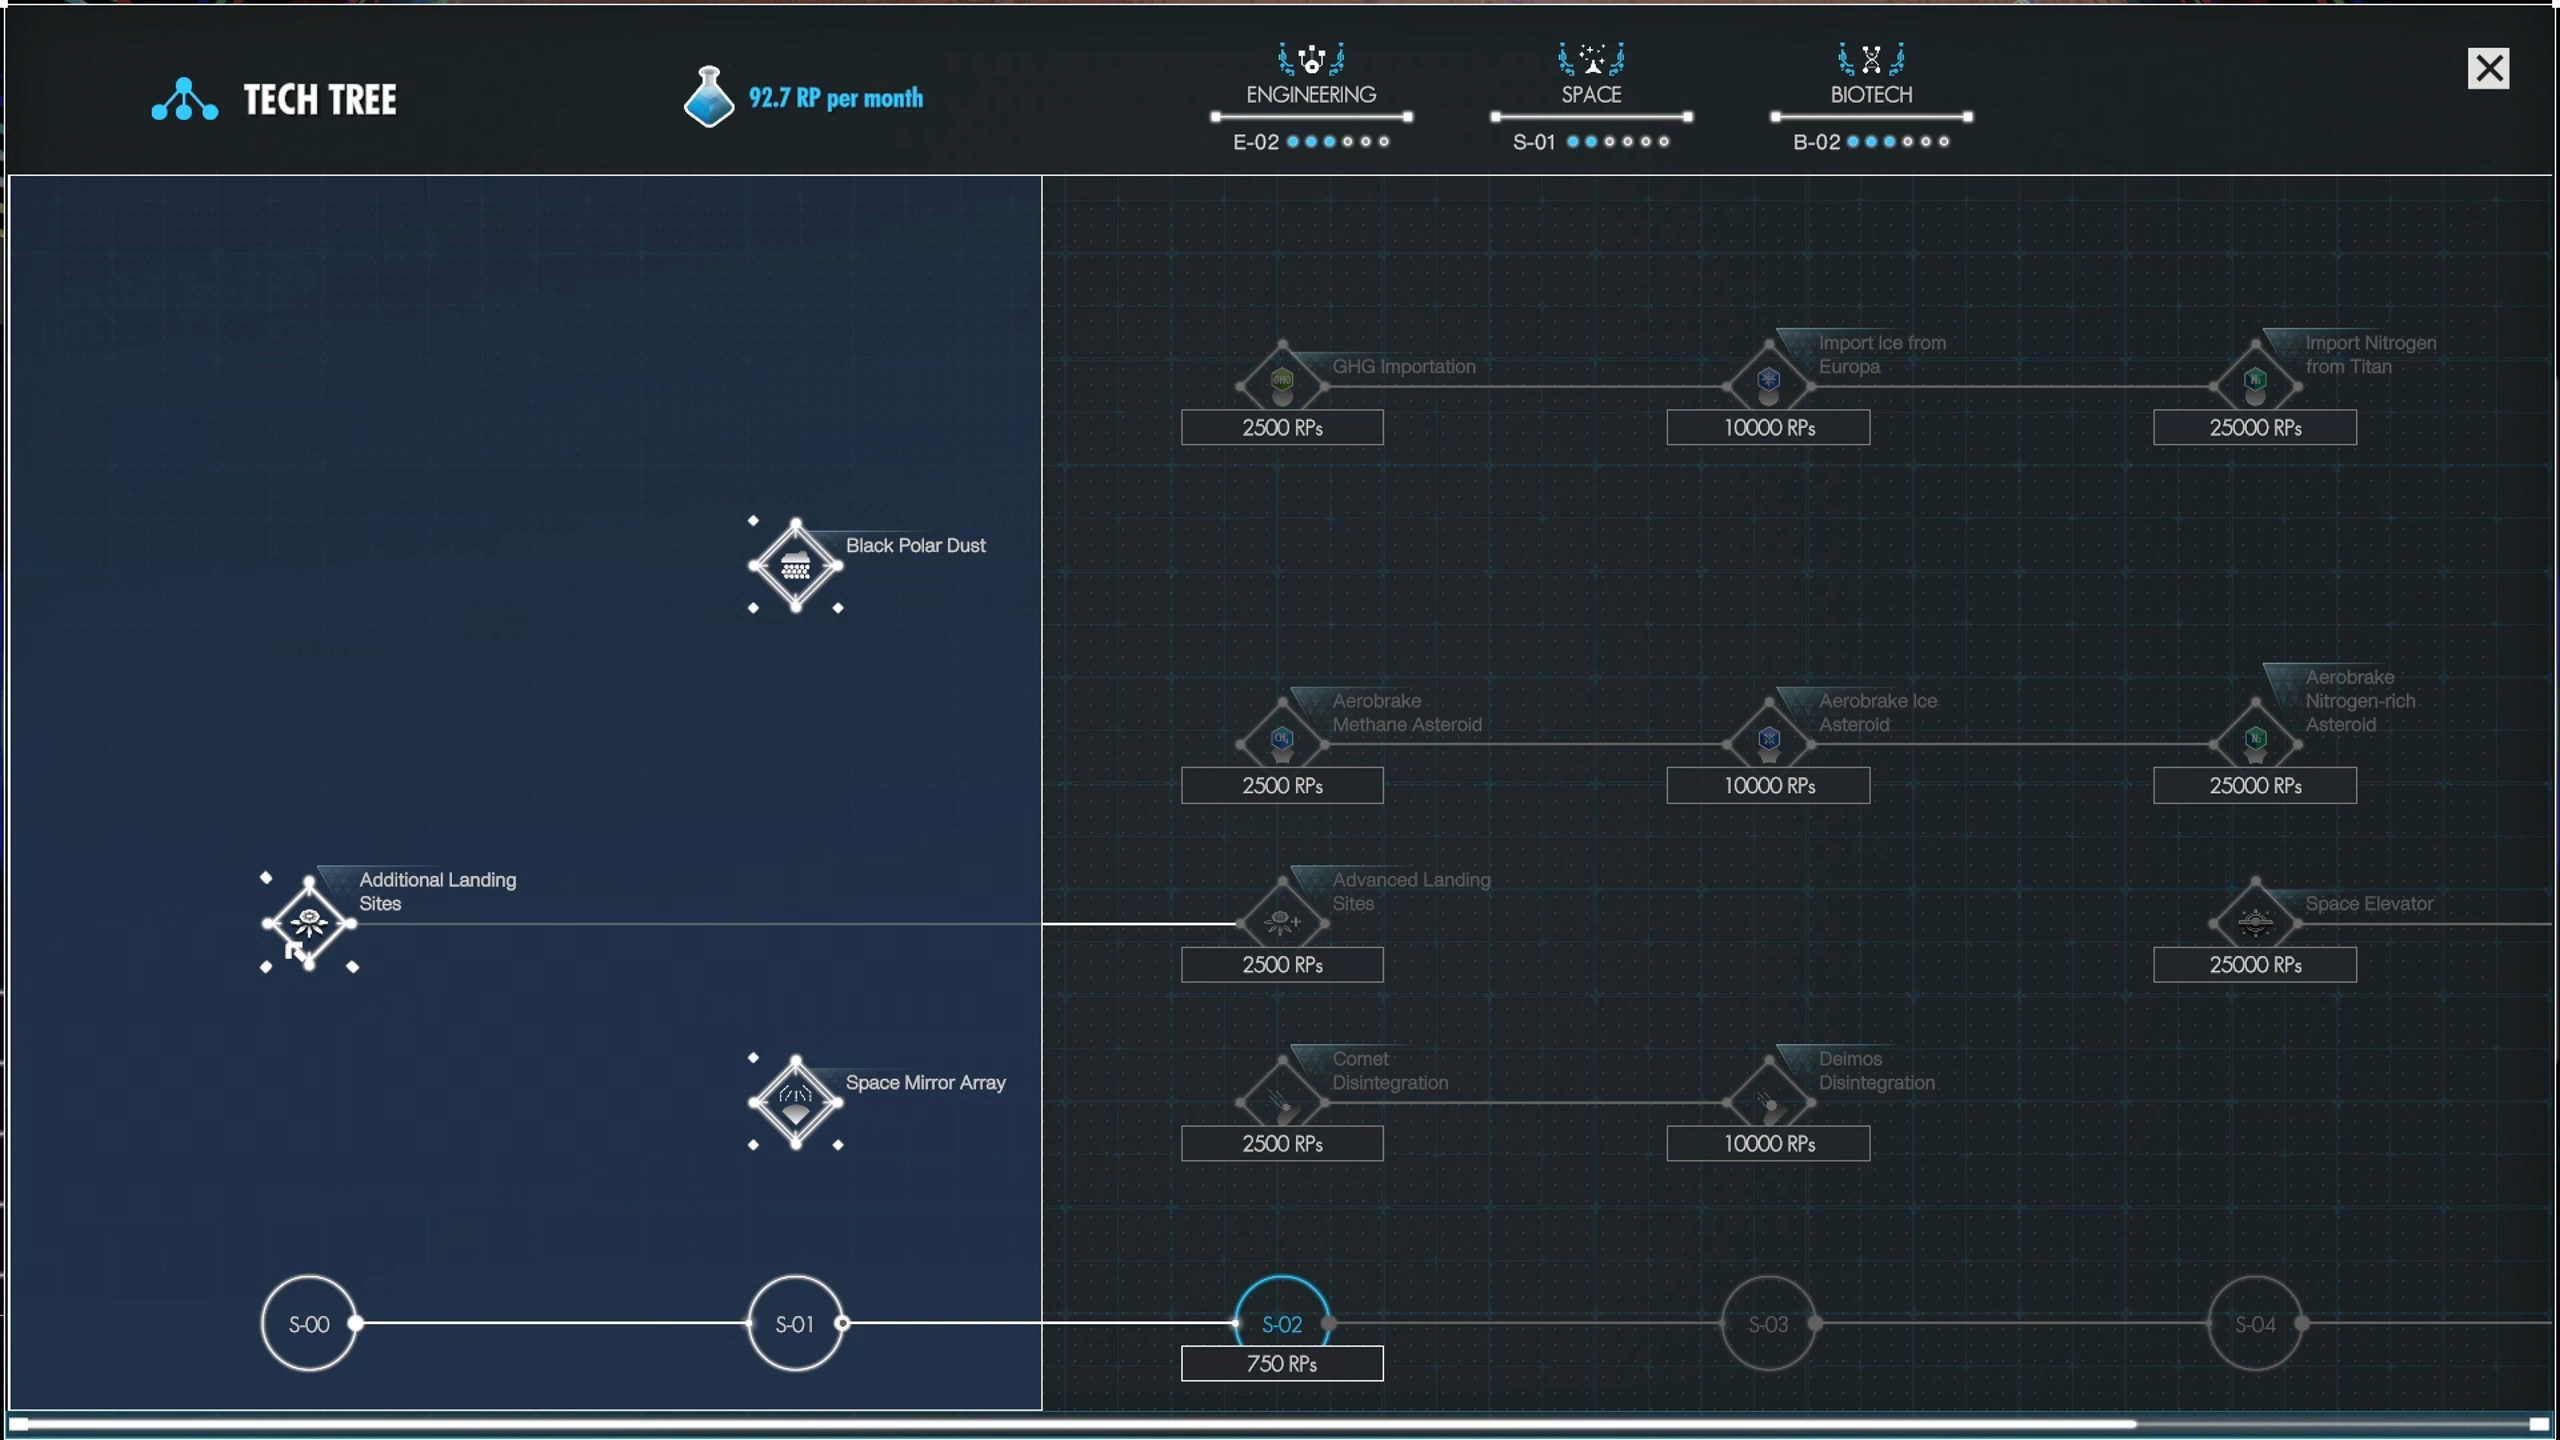 TECH TREE
92.7 RP per month
ENGINEERING
E-02
SPACE
S-01
BIOTECH
B-02
GHG Importation
2500 RPs
Import Ice from
Europa
10000 RPs
Import Nitrogen
from Titan
25000 RPs
Black Polar Dust
Aerobrake
Methane Asteroid
2500 RPs
Aerobrake Ice
Asteroid
10000 RPs
Aerobrake
Nitrogen-rich
Asteroid
25000 RPs
Additional Landing
Sites
Advanced Landing
Sites
2500 RPs
Space Elevator
25000 RPs
Space Mirror Array
Comet
Disintegration
2500 RPs
Deimos
Disintegration
10000 RPs
S-00
S-01
S-02
750 RPs
S-03
S-04